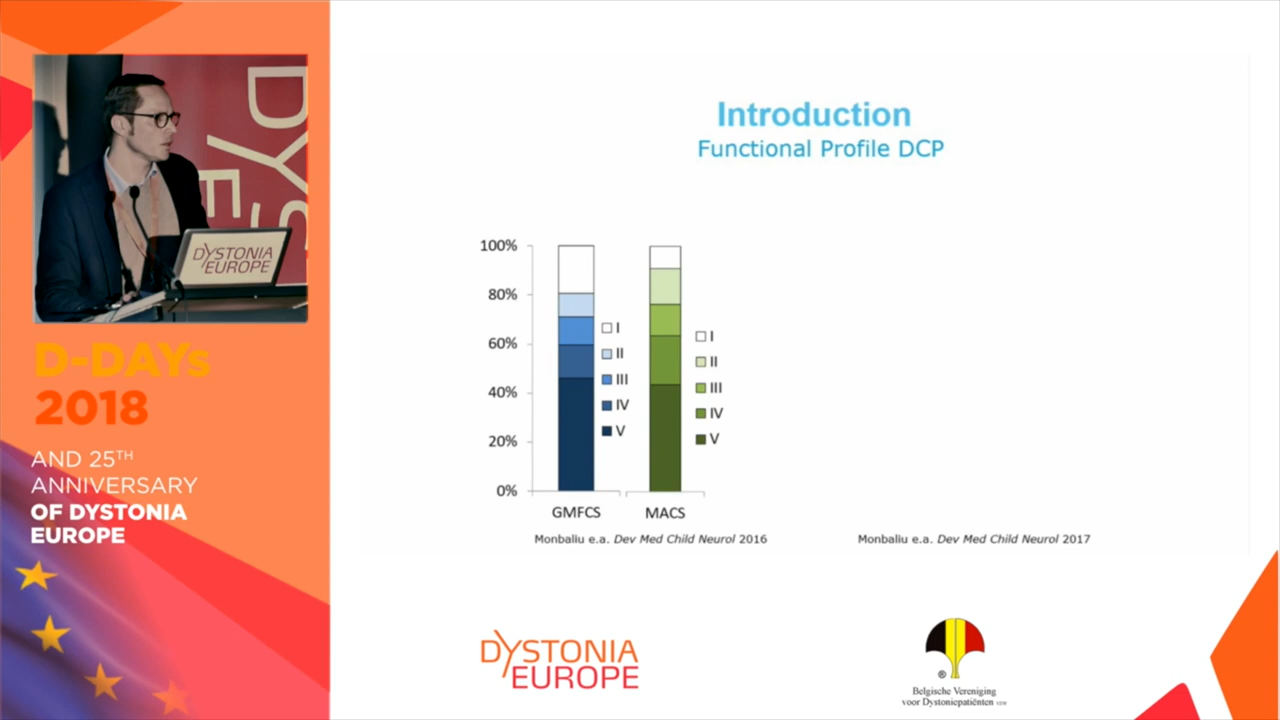 DYS
E
DYSTONIA
EUROPE
D-DAYs
2018
AND 25TH
ANNIVERSARY
OF DYSTONIA
EUROPE
Introduction
Functional Profile DCP
100%
80%
60%
40%
20%
0%
I
II
III
IV
V
GMFCS
I
II
III
IV
V
MACS
Monbaliu e.a. Dev Med Child Neurol 2016
Monbaliu e.a. Dev Med Child Neurol 2017
DYSTONIA
EUROPE
®
Belgische Vereniging
voor Dystoniepatiënten vzw